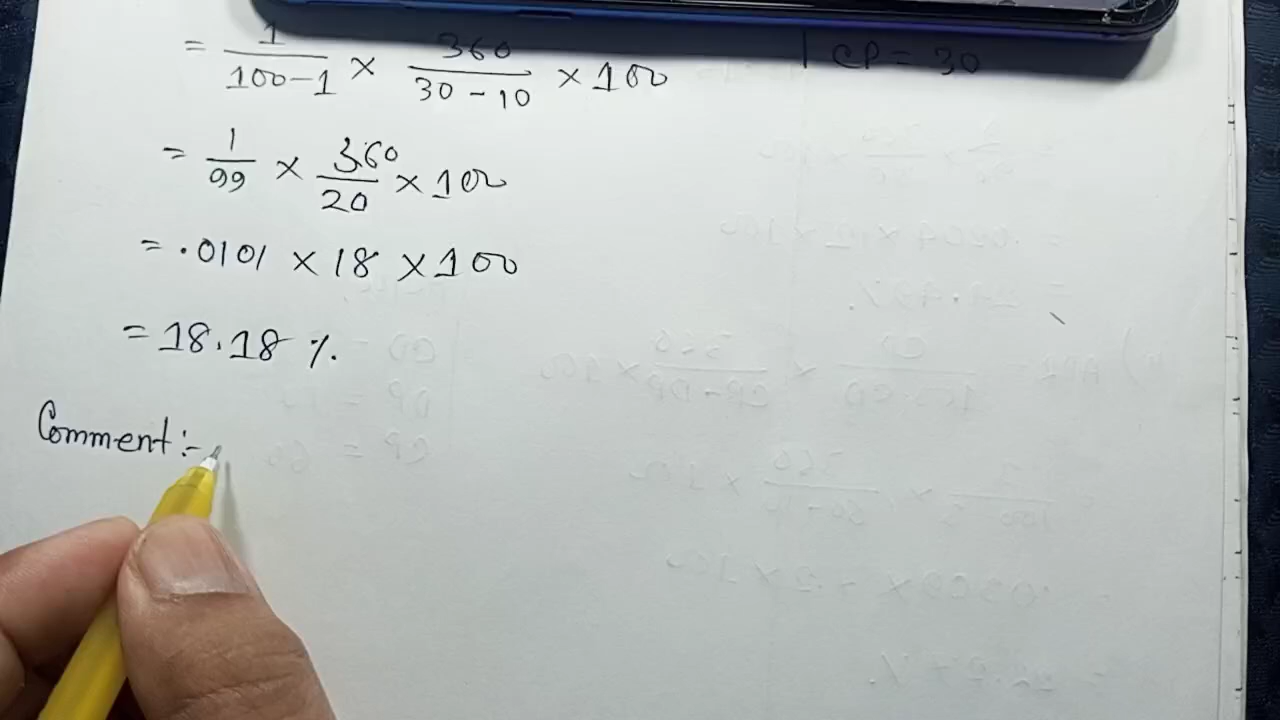 = 1/(100-1) × 360/(30-10) × 100
CP = 30
= 1/99 × 360/20 × 100
= .0101 × 18 × 100
= 18.18 %.
Comment:-